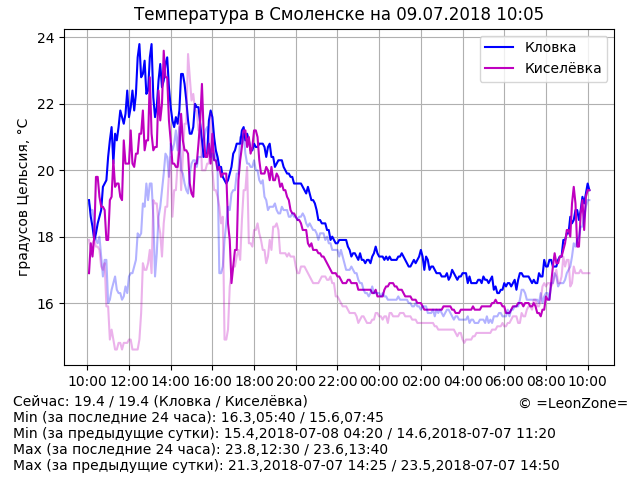 Температура в Смоленске на 09.07.2018 10:05
24
22
20
18
16
градусов Цельсия, °C
Кловка
Киселёвка
10:00 12:00 14:00 16:00 18:00 20:00 22:00 00:00 02:00 04:00 06:00 08:00 10:00
Сейчас: 19.4 / 19.4 (Кловка / Киселёвка)
© =LeonZone=
Min (за последние 24 часа): 16.3,05:40 / 15.6,07:45
Min (за предыдущие сутки): 15.4,2018-07-08 04:20 / 14.6,2018-07-07 11:20
Max (за последние 24 часа): 23.8,12:30 / 23.6,13:40
Max (за предыдущие сутки): 21.3,2018-07-07 14:25 / 23.5,2018-07-07 14:50